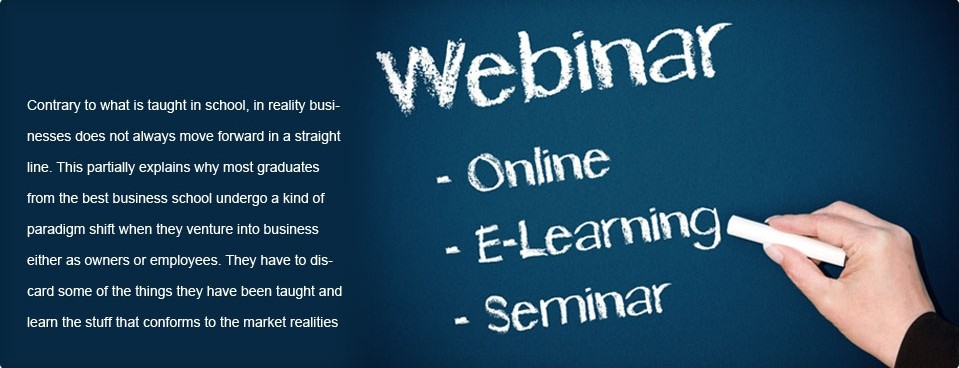 Contrary to what is taught in school, in reality busi-
nesses does not always move forward in a straight
line. This partially explains why most graduates
from the best business school undergo a kind of
paradigm shift when they venture into business
either as owners or employees. They have to dis-
card some of the things they have been taught and
learn the stuff that conforms to the market realities
Webinar
- Online
- E-Learning
- Seminar